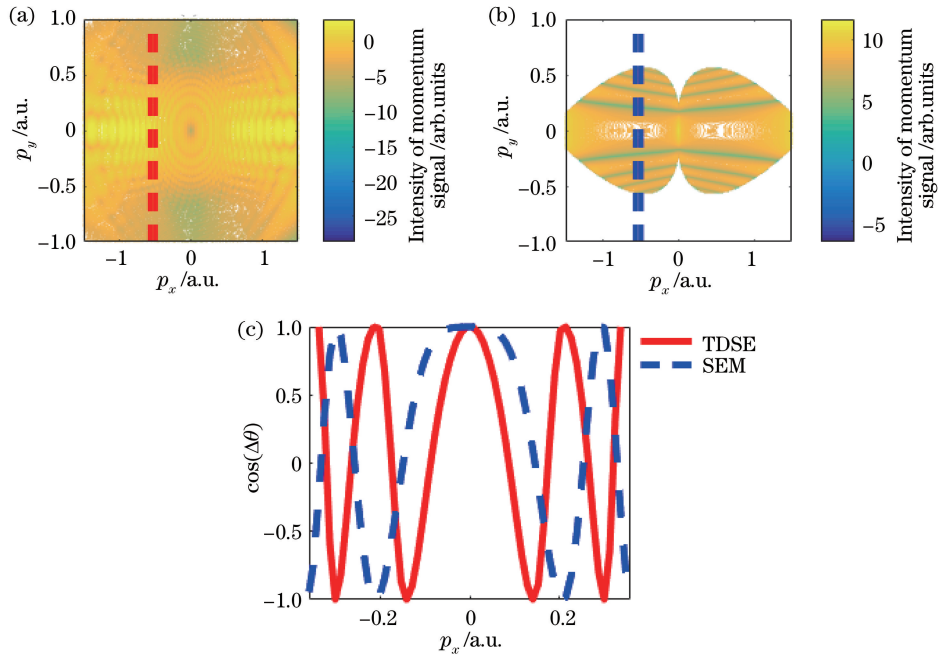 (a)
1.0
0.5
0
−0.5
−1.0
p_y/a.u.
−1
0
1
p_x/a.u.
0
−5
−10
−15
−20
−25
Intensity of momentum
signal/arb.units
(b)
1.0
0.5
0
−0.5
−1.0
p_y/a.u.
−1
0
1
p_x/a.u.
10
5
0
−5
Intensity of momentum
signal/arb.units
(c)
1.0
0.5
0
−0.5
−1.0
cos(Δθ)
−0.2
0
0.2
p_x/a.u.
TDSE
SEM